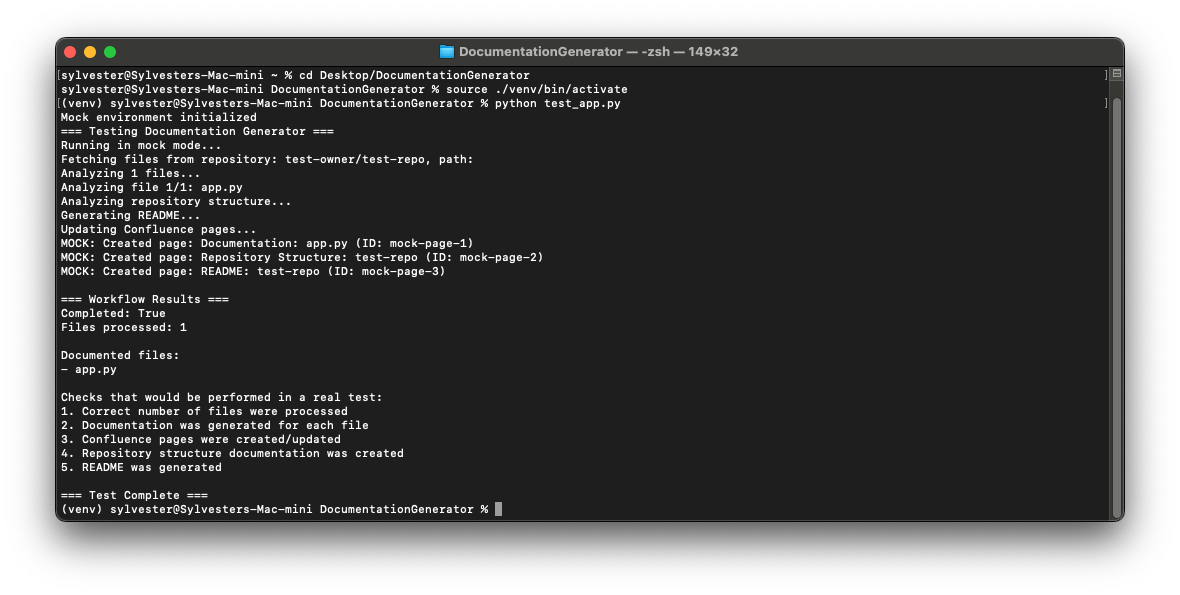 DocumentationGenerator — -zsh — 149×32
[sylvester@Sylvesters-Mac-mini ~ % cd Desktop/DocumentationGenerator ]
sylvester@Sylvesters-Mac-mini DocumentationGenerator % source ./venv/bin/activate
[(venv) sylvester@Sylvesters-Mac-mini DocumentationGenerator % python test_app.py ]
Mock environment initialized
=== Testing Documentation Generator ===
Running in mock mode...
Fetching files from repository: test-owner/test-repo, path:
Analyzing 1 files...
Analyzing file 1/1: app.py
Analyzing repository structure...
Generating README...
Updating Confluence pages...
MOCK: Created page: Documentation: app.py (ID: mock-page-1)
MOCK: Created page: Repository Structure: test-repo (ID: mock-page-2)
MOCK: Created page: README: test-repo (ID: mock-page-3)

=== Workflow Results ===
Completed: True
Files processed: 1

Documented files:
- app.py

Checks that would be performed in a real test:
1. Correct number of files were processed
2. Documentation was generated for each file
3. Confluence pages were created/updated
4. Repository structure documentation was created
5. README was generated

=== Test Complete ===
(venv) sylvester@Sylvesters-Mac-mini DocumentationGenerator %